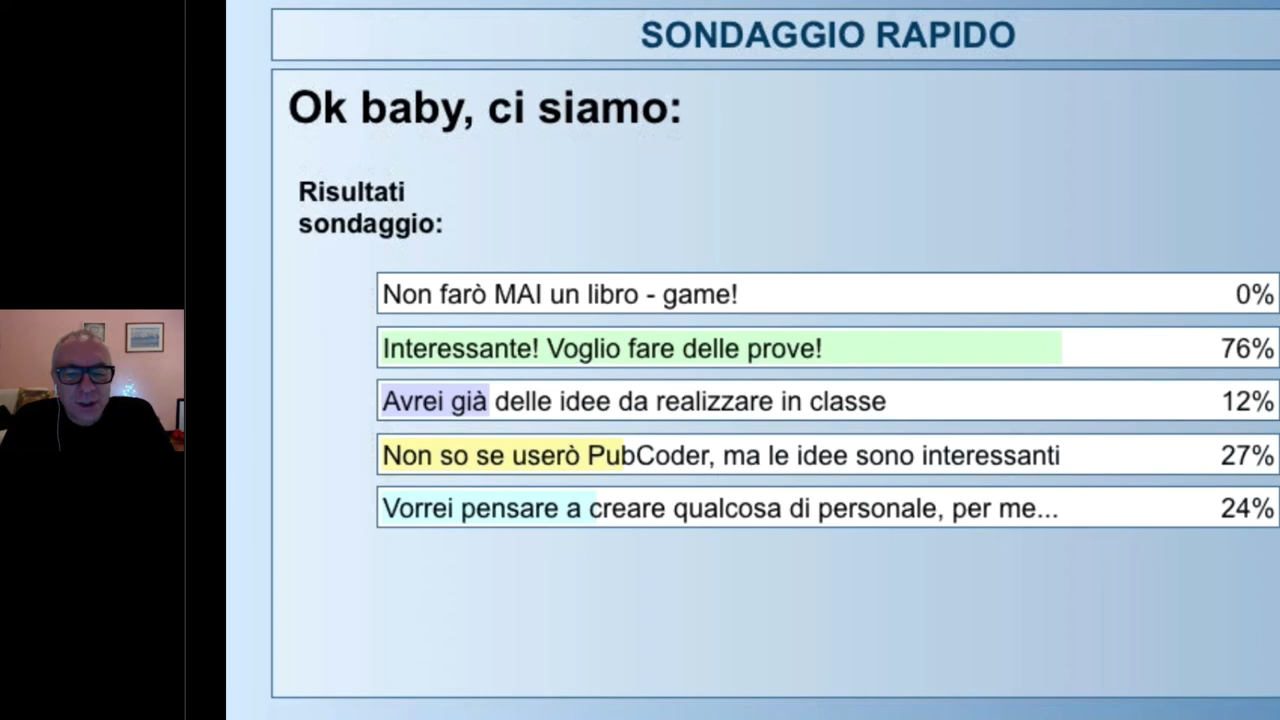 SONDAGGIO RAPIDO
Ok baby, ci siamo:
Risultati
sondaggio:
Non farò MAI un libro - game! 0%
Interessante! Voglio fare delle prove! 76%
Avrei già delle idee da realizzare in classe 12%
Non so se userò PubCoder, ma le idee sono interessanti 27%
Vorrei pensare a creare qualcosa di personale, per me... 24%